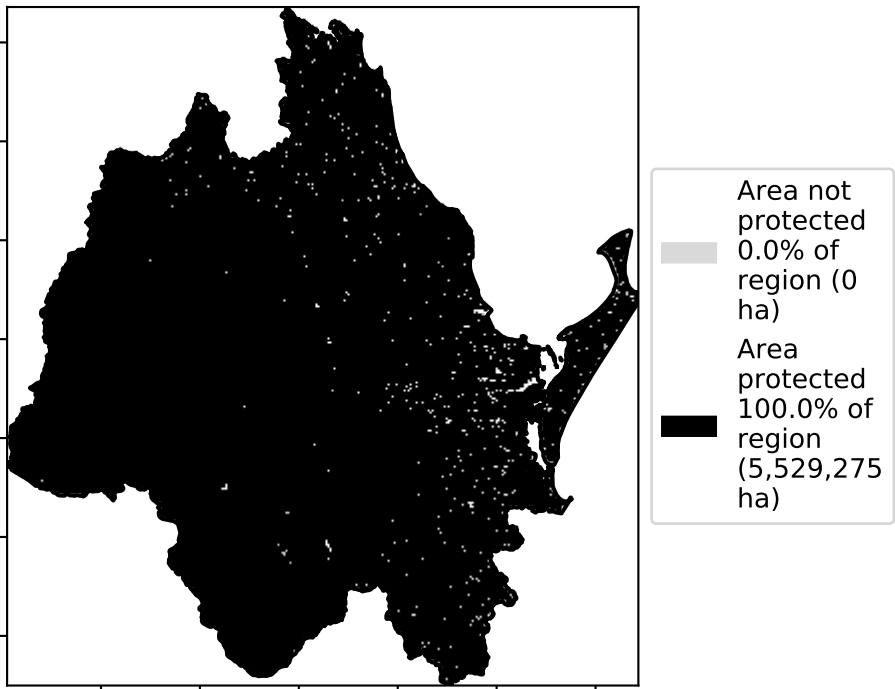 Area not
protected
0.0% of
region (0
ha)
Area
protected
100.0% of
region
(5,529,275
ha)